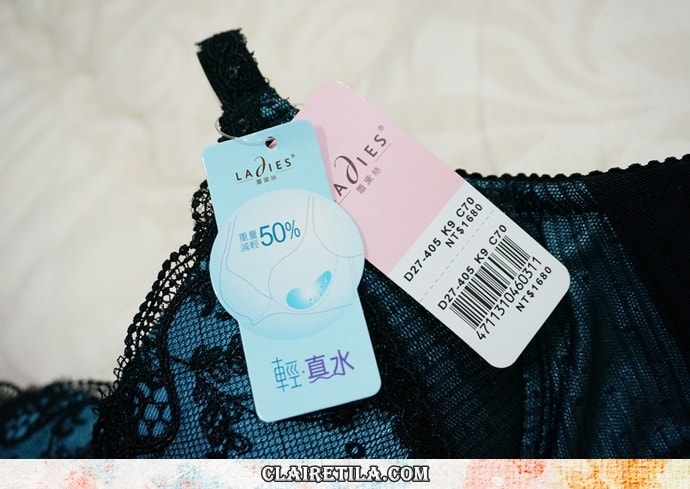 LADIES®
蕾黛絲
重量
減輕50%
輕·真水
LADIES®
蕾黛絲
D27-405 K9 C70
NT$1680
D27-405 K9 C70
4711310460311
NT$1680
CLAIRETILA.COM